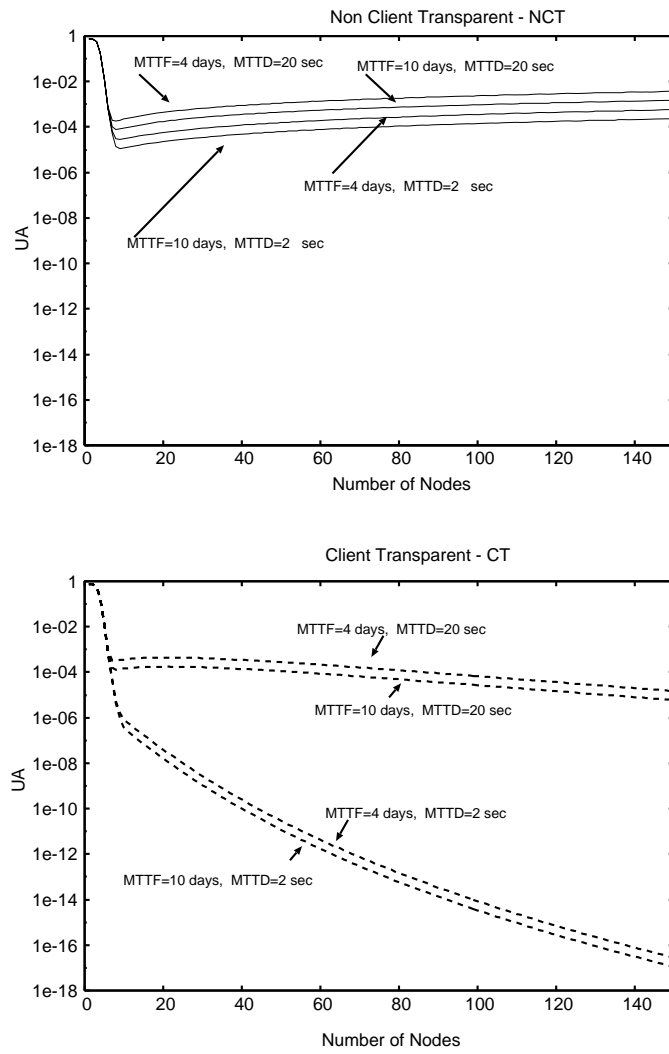 Non Client Transparent - NCT
1
1e-02
1e-04
1e-06
1e-08
1e-10
1e-12
1e-14
1e-16
1e-18
UA
MTTF=4 days, MTTD=20 sec
MTTF=10 days, MTTD=20 sec
MTTF=4 days, MTTD=2 sec
MTTF=10 days, MTTD=2 sec
0 20 40 60 80 100 120 140
Number of Nodes
Client Transparent - CT
1
1e-02
1e-04
1e-06
1e-08
1e-10
1e-12
1e-14
1e-16
1e-18
UA
MTTF=4 days, MTTD=20 sec
MTTF=10 days, MTTD=20 sec
MTTF=4 days, MTTD=2 sec
MTTF=10 days, MTTD=2 sec
0 20 40 60 80 100 120 140
Number of Nodes